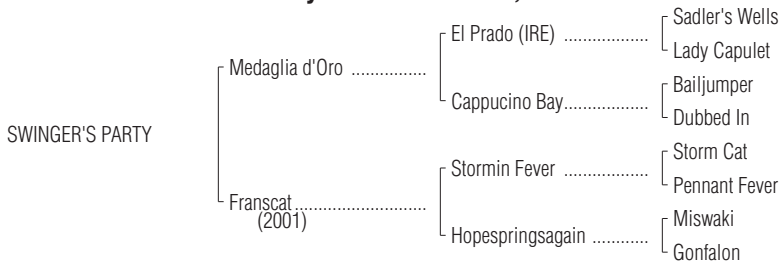 Sadler's Wells
El Prado (IRE) ..................
Lady Capulet
Medaglia d'Oro ................
Bailjumper
Cappucino Bay..................
Dubbed In
SWINGER'S PARTY
Storm Cat
Stormin Fever ..................
Pennant Fever
Franscat............................
(2001)
Miswaki
Hopespringsagain ............
Gonfalon